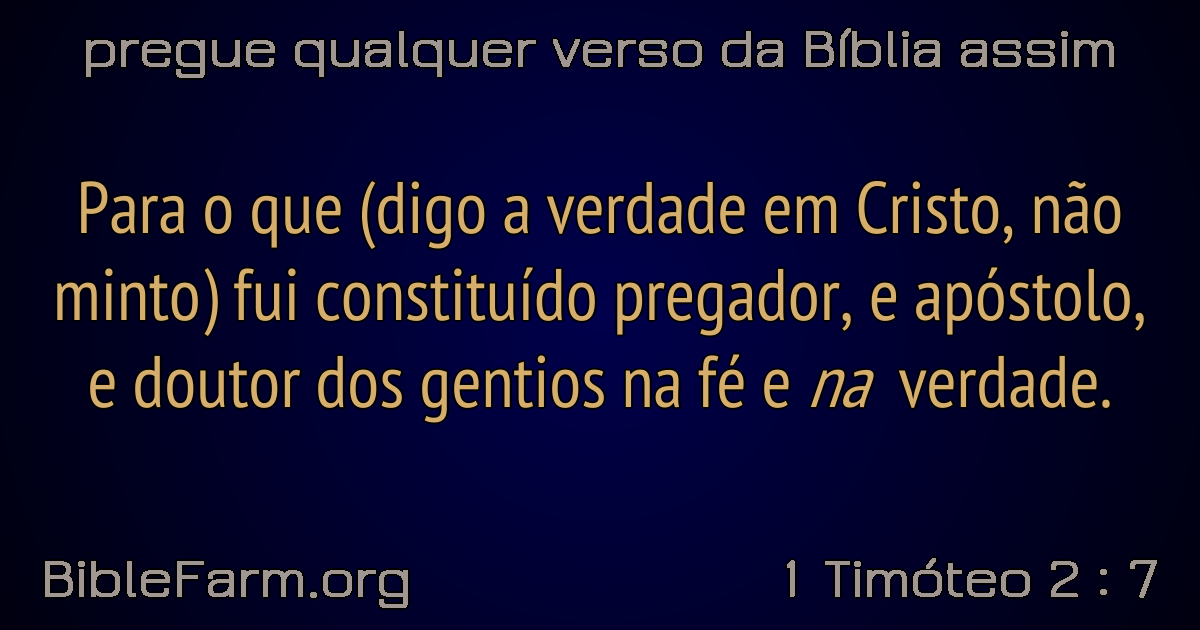 pregue qualquer verso da Bíblia assim
Para o que (digo a verdade em Cristo, não
minto) fui constituído pregador, e apóstolo,
e doutor dos gentios na fé e na verdade.
BibleFarm.org
1 Timóteo 2 : 7